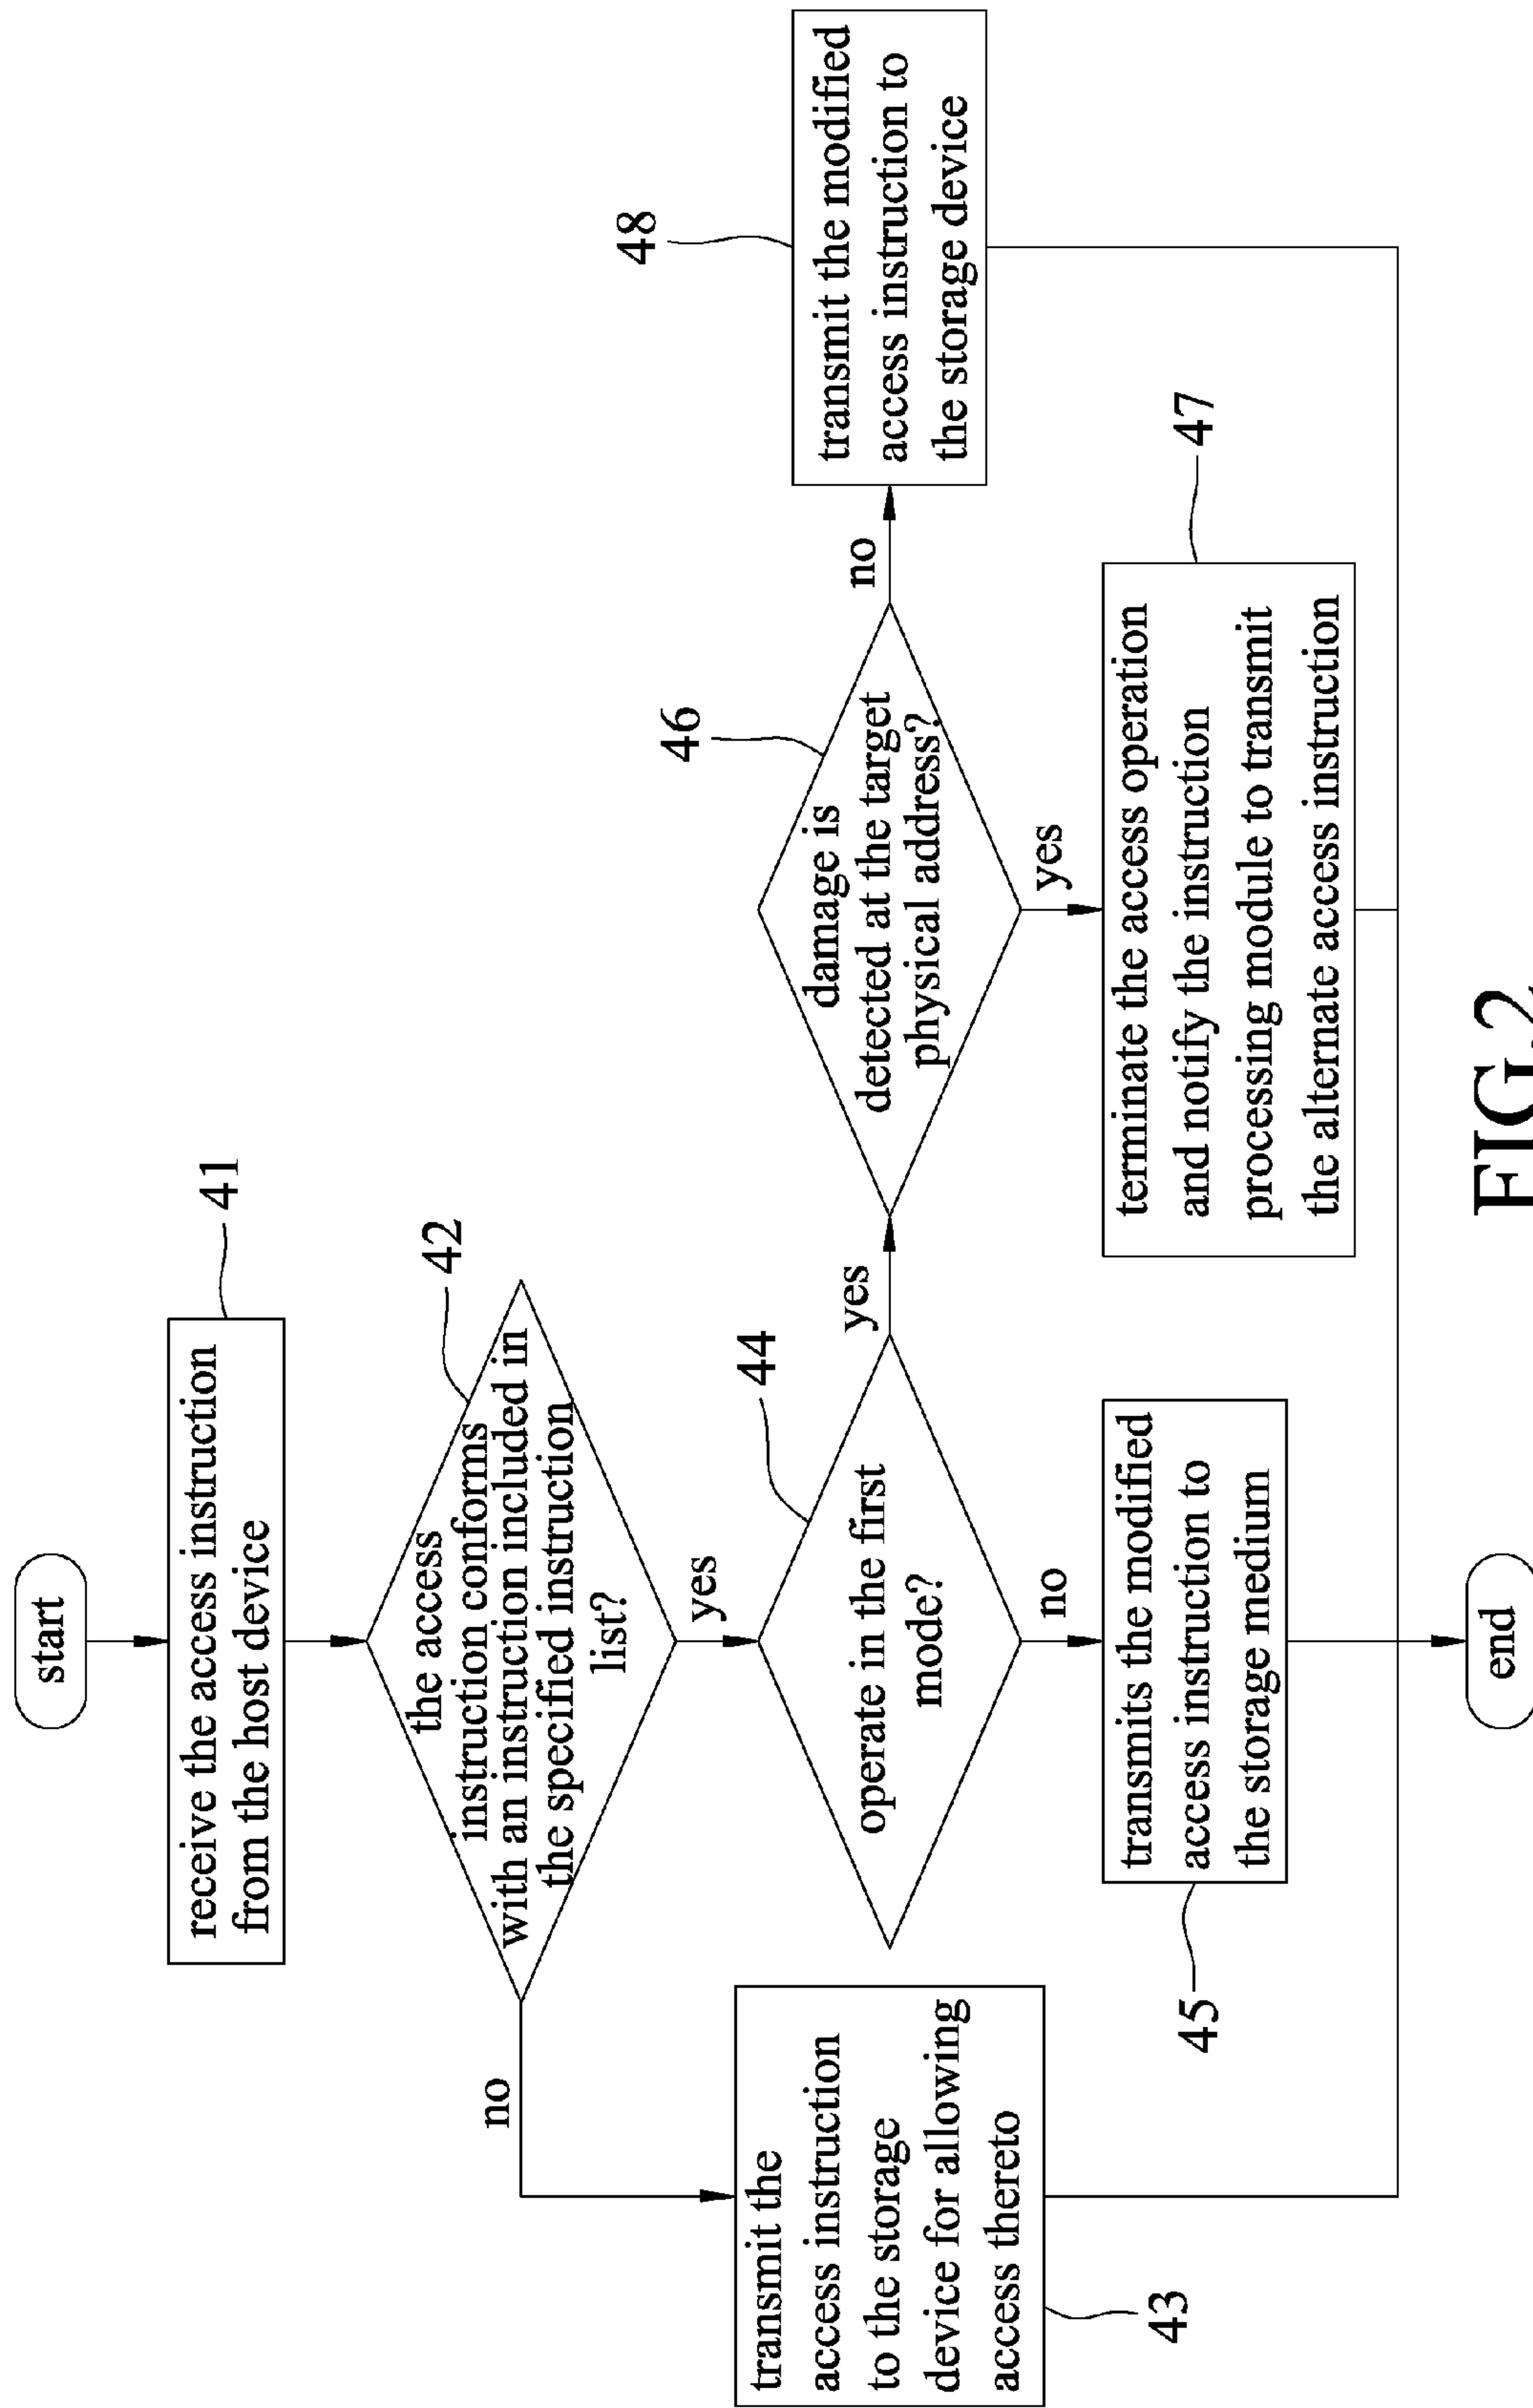 start
receive the access instruction
from the host device
41
the access
instruction conforms
with an instruction included in
the specified instruction
list?
42
no
yes
transmit the
access instruction
to the storage
device for allowing
access thereto
43
operate in the first
mode?
44
yes
no
transmits the modified
access instruction to
the storage medium
45
damage is
detected at the target
physical address?
46
no
yes
terminate the access operation
and notify the instruction
processing module to transmit
the alternate access instruction
47
transmit the modified
access instruction to
the storage device
48
end
FIG.2